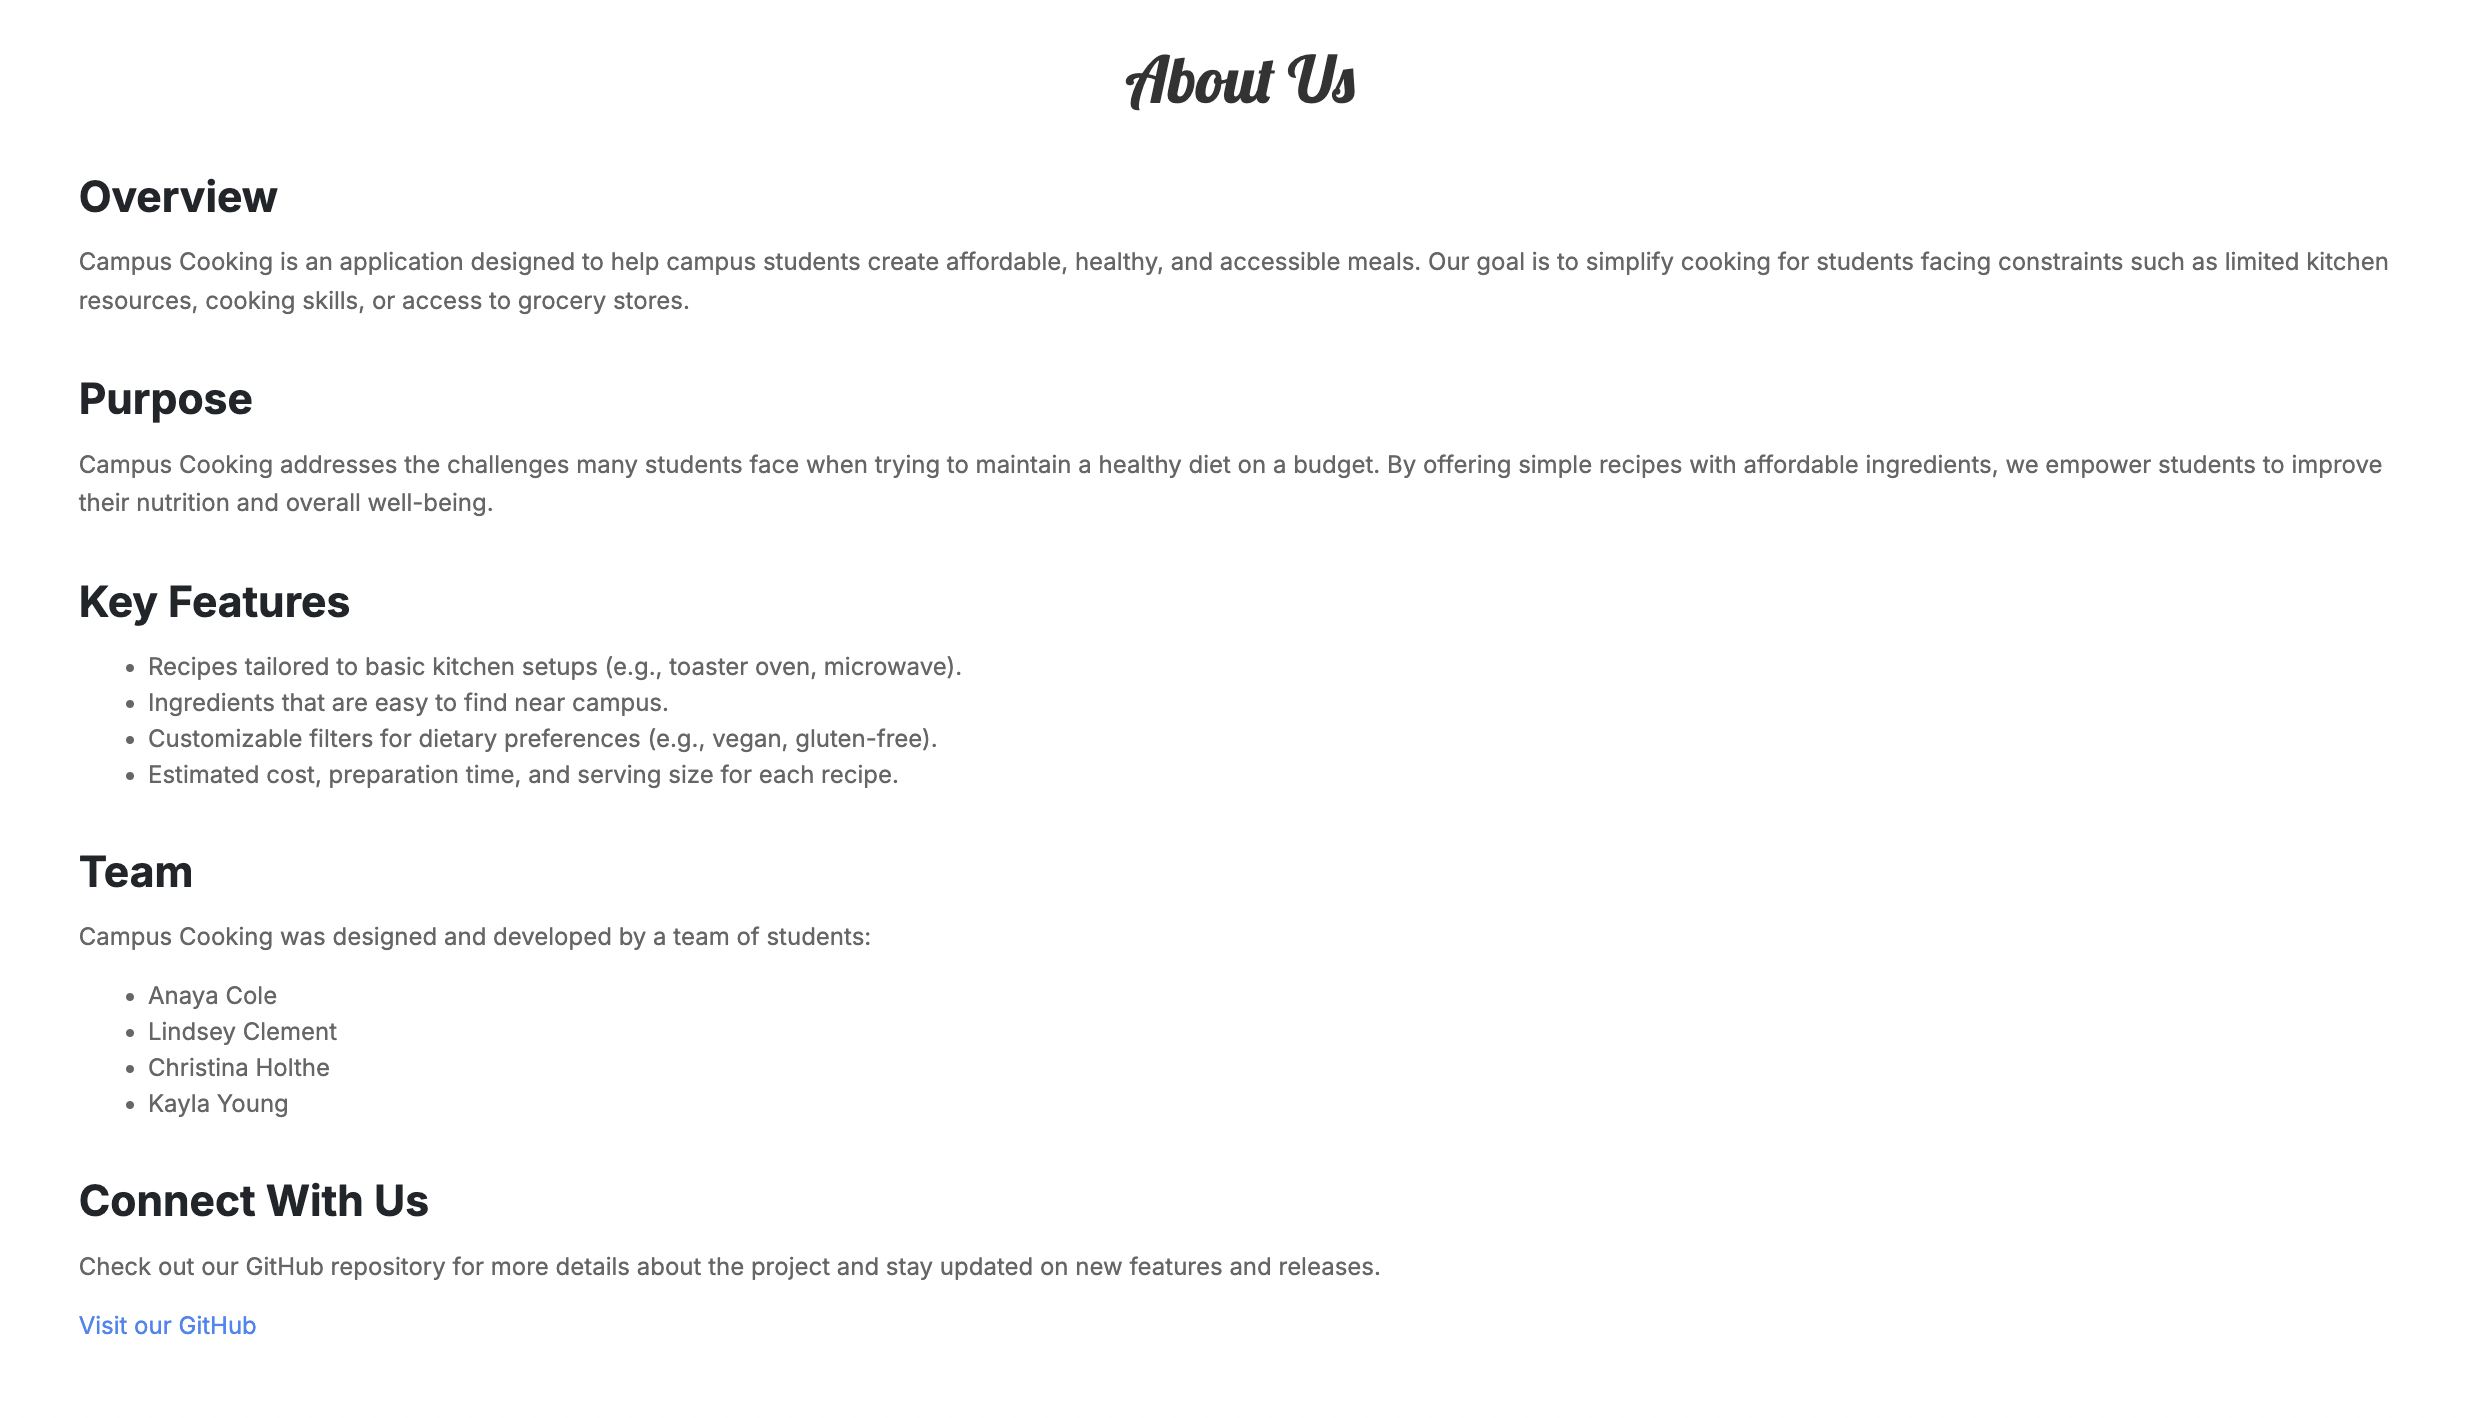 About Us
Overview
Campus Cooking is an application designed to help campus students create affordable, healthy, and accessible meals. Our goal is to simplify cooking for students facing constraints such as limited kitchen
resources, cooking skills, or access to grocery stores.
Purpose
Campus Cooking addresses the challenges many students face when trying to maintain a healthy diet on a budget. By offering simple recipes with affordable ingredients, we empower students to improve
their nutrition and overall well-being.
Key Features
• Recipes tailored to basic kitchen setups (e.g., toaster oven, microwave).
• Ingredients that are easy to find near campus.
• Customizable filters for dietary preferences (e.g., vegan, gluten-free).
• Estimated cost, preparation time, and serving size for each recipe.
Team
Campus Cooking was designed and developed by a team of students:
• Anaya Cole
• Lindsey Clement
• Christina Holthe
• Kayla Young
Connect With Us
Check out our GitHub repository for more details about the project and stay updated on new features and releases.
Visit our GitHub